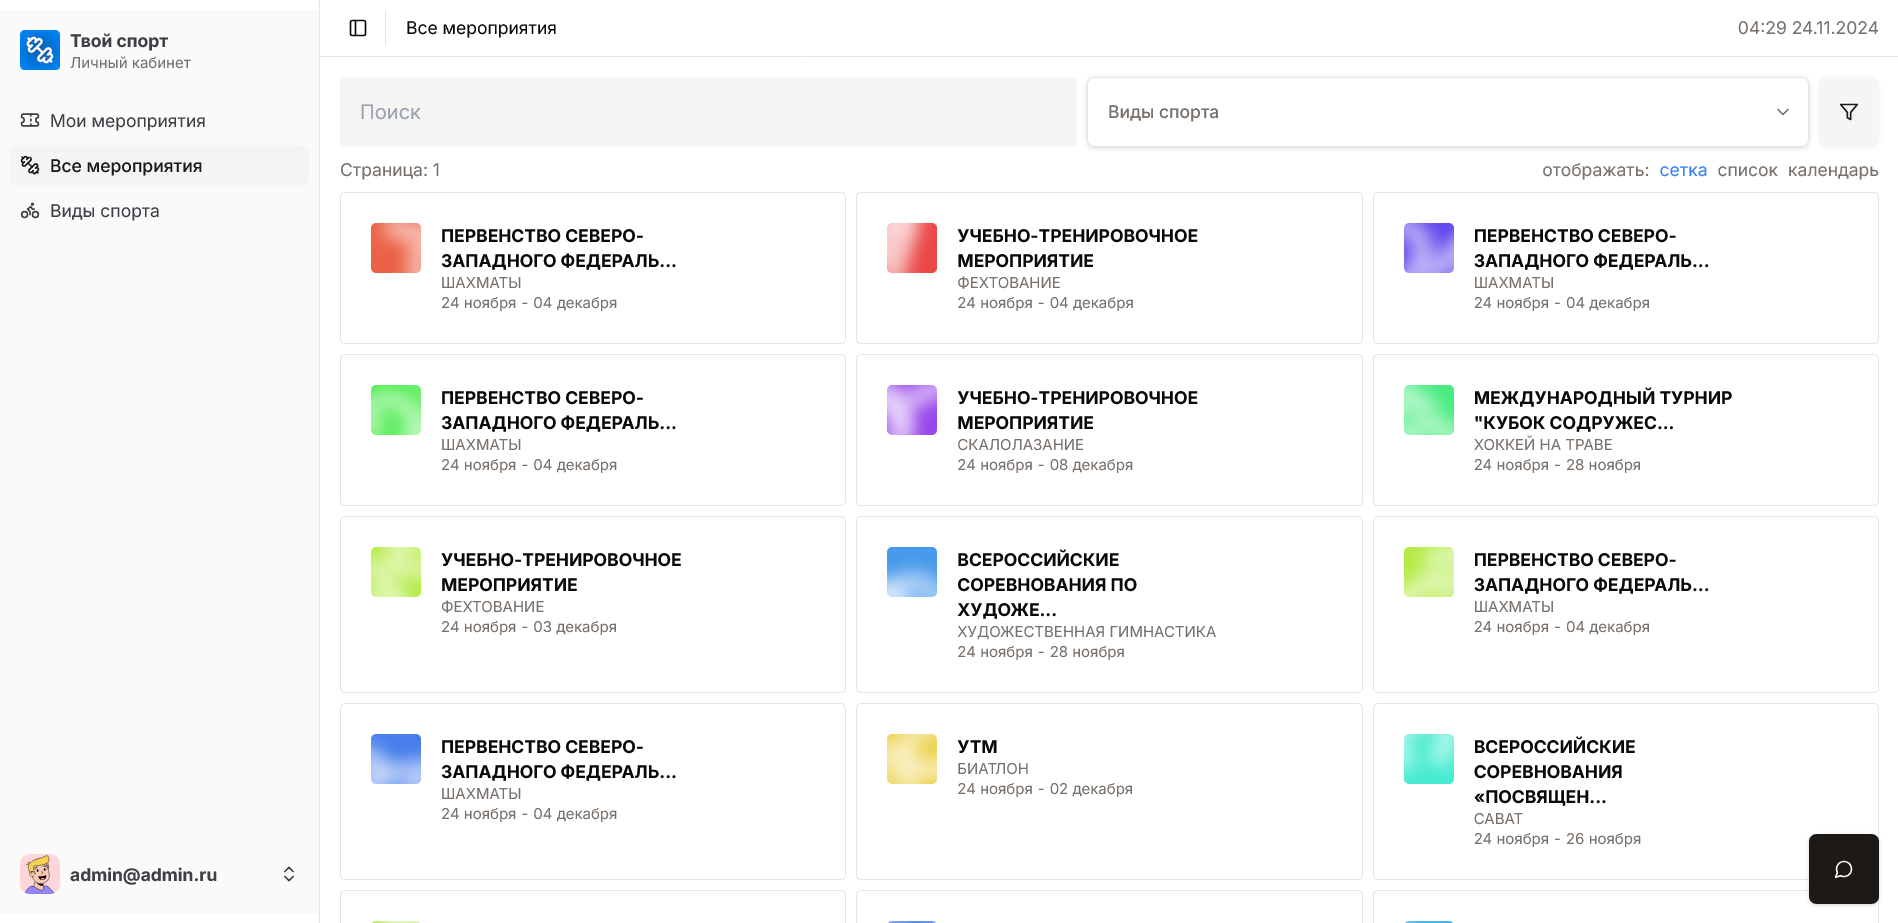 Твой спорт
Личный кабинет
Мои мероприятия
Все мероприятия
Виды спорта
admin@admin.ru
Все мероприятия
04:29 24.11.2024
Поиск
Виды спорта
Страница: 1
отображать: сетка список календарь
ПЕРВЕНСТВО СЕВЕРО-
ЗАПАДНОГО ФЕДЕРАЛЬ...
ШАХМАТЫ
24 ноября - 04 декабря
УЧЕБНО-ТРЕНИРОВОЧНОЕ
МЕРОПРИЯТИЕ
ФЕХТОВАНИЕ
24 ноября - 04 декабря
ПЕРВЕНСТВО СЕВЕРО-
ЗАПАДНОГО ФЕДЕРАЛЬ...
ШАХМАТЫ
24 ноября - 04 декабря
ПЕРВЕНСТВО СЕВЕРО-
ЗАПАДНОГО ФЕДЕРАЛЬ...
ШАХМАТЫ
24 ноября - 04 декабря
УЧЕБНО-ТРЕНИРОВОЧНОЕ
МЕРОПРИЯТИЕ
СКАЛОЛАЗАНИЕ
24 ноября - 08 декабря
МЕЖДУНАРОДНЫЙ ТУРНИР
"КУБОК СОДРУЖЕС...
ХОККЕЙ НА ТРАВЕ
24 ноября - 28 ноября
УЧЕБНО-ТРЕНИРОВОЧНОЕ
МЕРОПРИЯТИЕ
ФЕХТОВАНИЕ
24 ноября - 03 декабря
ВСЕРОССИЙСКИЕ
СОРЕВНОВАНИЯ ПО
ХУДОЖЕ...
ХУДОЖЕСТВЕННАЯ ГИМНАСТИКА
24 ноября - 28 ноября
ПЕРВЕНСТВО СЕВЕРО-
ЗАПАДНОГО ФЕДЕРАЛЬ...
ШАХМАТЫ
24 ноября - 04 декабря
ПЕРВЕНСТВО СЕВЕРО-
ЗАПАДНОГО ФЕДЕРАЛЬ...
ШАХМАТЫ
24 ноября - 04 декабря
УТМ
БИАТЛОН
24 ноября - 02 декабря
ВСЕРОССИЙСКИЕ
СОРЕВНОВАНИЯ
«ПОСВЯЩЕН...
САВАТ
24 ноября - 26 ноября